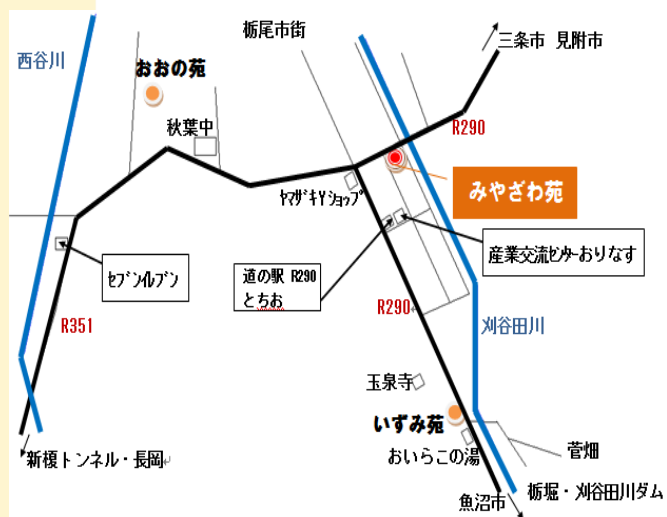 栃尾市街
三条市 見附市
西谷川
おおの苑
秋葉中
R290
ﾔﾏｻﾞｷYｼｮｯﾌﾟ
みやざわ苑
産業交流ｾﾝﾀｰおりなす
道の駅 R290
とちお
ｾﾌﾞﾝｲﾚﾌﾞﾝ
R290
R351
刈谷田川
玉泉寺
いずみ苑
おいらこの湯
菅畑
新榎トンネル・長岡
魚沼市
栃堀・刈谷田川ダム